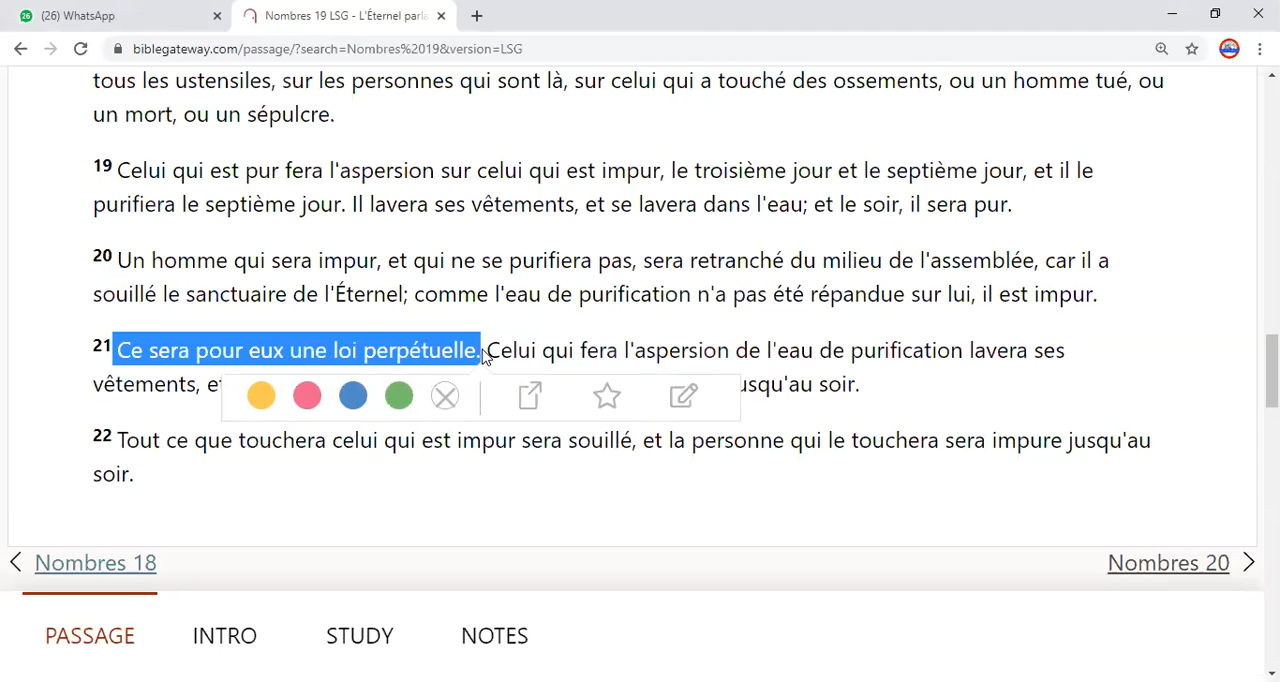 26 (26) WhatsApp
Nombres 19 LSG - L'Éternel parla
biblegateway.com/passage/?search=Nombres%2019&version=LSG
tous les ustensiles, sur les personnes qui sont là, sur celui qui a touché des ossements, ou un homme tué, ou
un mort, ou un sépulcre.
19 Celui qui est pur fera l'aspersion sur celui qui est impur, le troisième jour et le septième jour, et il le
purifiera le septième jour. Il lavera ses vêtements, et se lavera dans l'eau; et le soir, il sera pur.
20 Un homme qui sera impur, et qui ne se purifiera pas, sera retranché du milieu de l'assemblée, car il a
souillé le sanctuaire de l'Éternel; comme l'eau de purification n'a pas été répandue sur lui, il est impur.
21 Ce sera pour eux une loi perpétuelle. Celui qui fera l'aspersion de l'eau de purification lavera ses
vêtements, usqu'au soir.
22 Tout ce que touchera celui qui est impur sera souillé, et la personne qui le touchera sera impure jusqu'au
soir.
Nombres 18
Nombres 20
PASSAGE INTRO STUDY NOTES